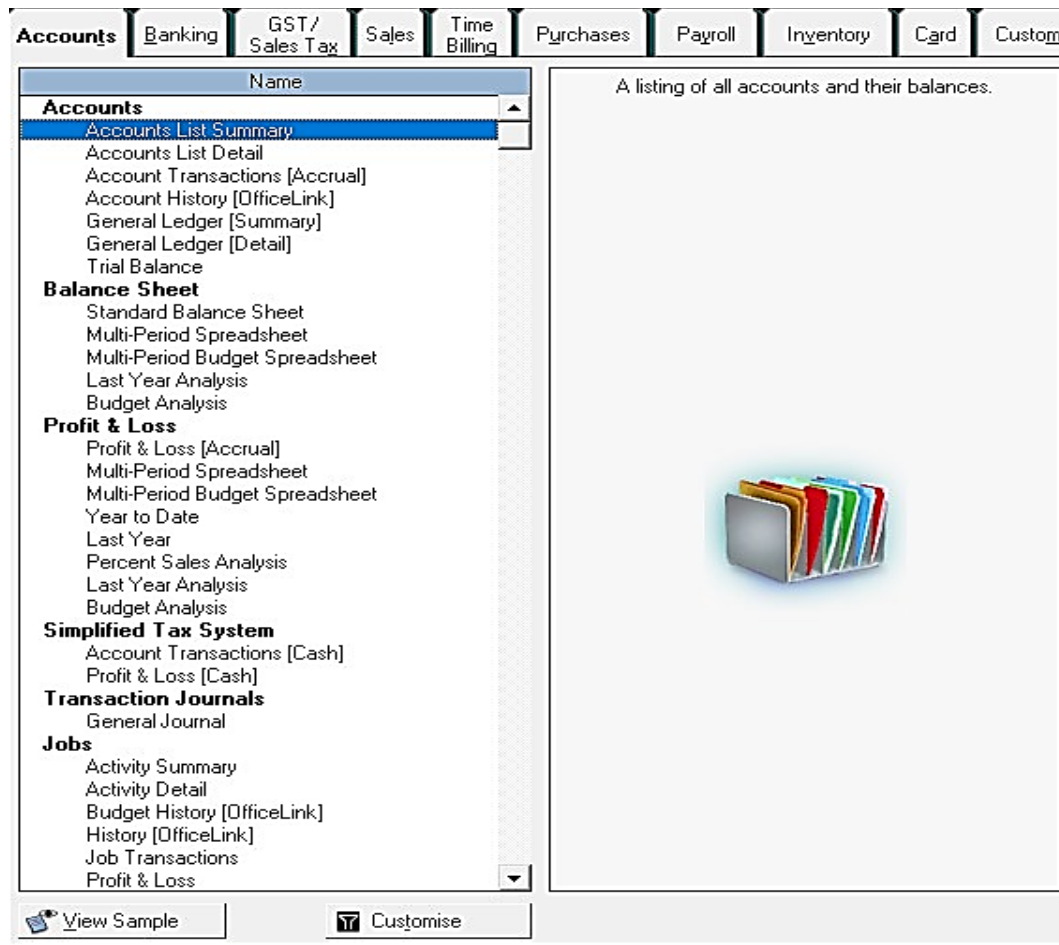 Accounts Banking GST/ Sales Tax Sales Time Billing Purchases Payroll Inventory Card Custom
Name
Accounts
Accounts List Summary
Accounts List Detail
Account Transactions [Accrual]
Account History [OfficeLink]
General Ledger [Summary]
General Ledger [Detail]
Trial Balance
Balance Sheet
Standard Balance Sheet
Multi-Period Spreadsheet
Multi-Period Budget Spreadsheet
Last Year Analysis
Budget Analysis
Profit & Loss
Profit & Loss [Accrual]
Multi-Period Spreadsheet
Multi-Period Budget Spreadsheet
Year to Date
Last Year
Percent Sales Analysis
Last Year Analysis
Budget Analysis
Simplified Tax System
Account Transactions [Cash]
Profit & Loss [Cash]
Transaction Journals
General Journal
Jobs
Activity Summary
Activity Detail
Budget History [OfficeLink]
History [OfficeLink]
Job Transactions
Profit & Loss
A listing of all accounts and their balances.
View Sample Customise